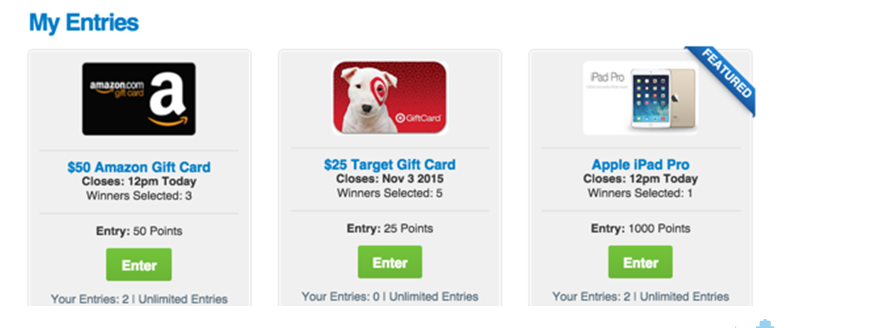 My Entries
amazon.com
gift card
a
$50 Amazon Gift Card
Closes: 12pm Today
Winners Selected: 3
Entry: 50 Points
Enter
Your Entries: 2 | Unlimited Entries
GiftCard
$25 Target Gift Card
Closes: Nov 3 2015
Winners Selected: 5
Entry: 25 Points
Enter
Your Entries: 0 | Unlimited Entries
FEATURED
iPad Pro
Apple iPad Pro
Closes: 12pm Today
Winners Selected: 1
Entry: 1000 Points
Enter
Your Entries: 2 | Unlimited Entries